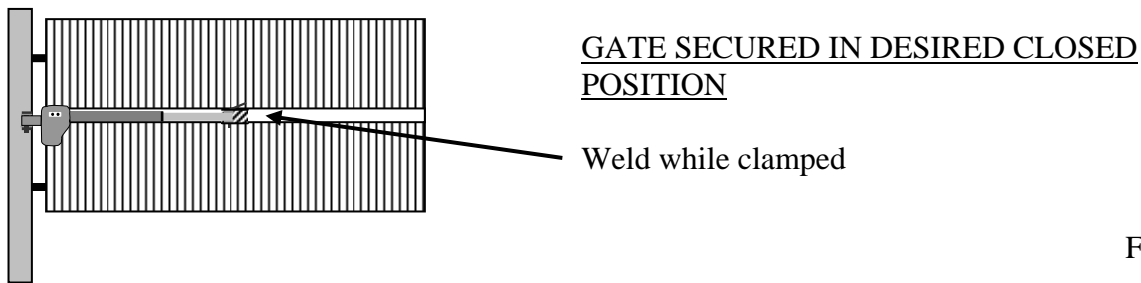 GATE SECURED IN DESIRED CLOSED
POSITION
Weld while clamped
F